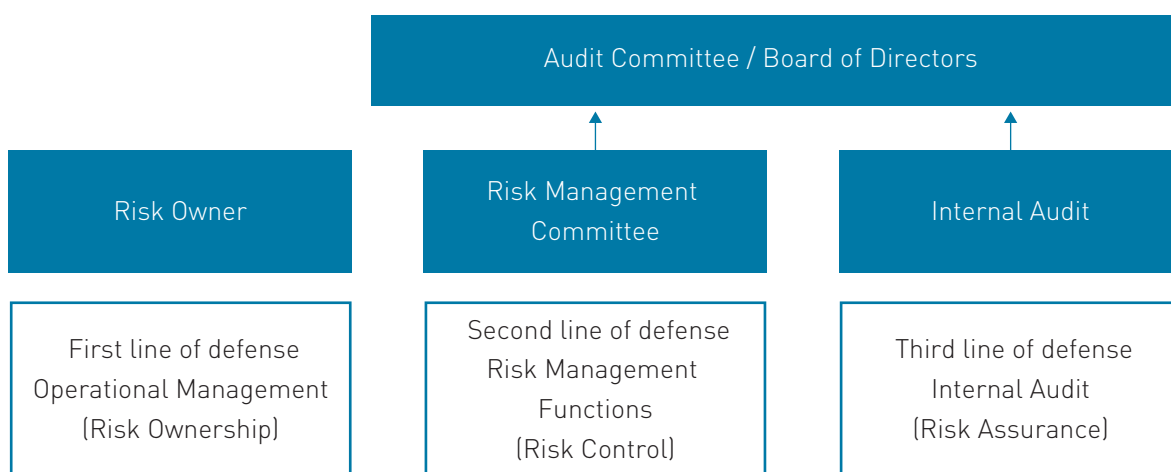 Audit Committee / Board of Directors
Risk Owner
Risk Management
Committee
Internal Audit
First line of defense
Operational Management
(Risk Ownership)
Second line of defense
Risk Management
Functions
(Risk Control)
Third line of defense
Internal Audit
(Risk Assurance)